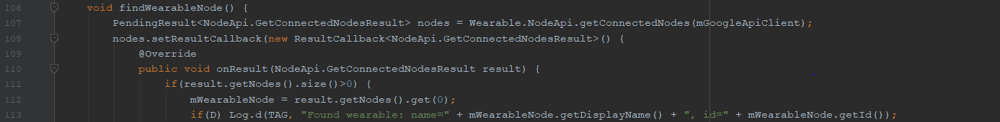 106 void findWearableNode() {
107 PendingResult<NodeApi.GetConnectedNodesResult> nodes = Wearable.NodeApi.getConnectedNodes(mGoogleApiClient);
108 nodes.setResultCallback(new ResultCallback<NodeApi.GetConnectedNodesResult>() {
109 @Override
110 public void onResult(NodeApi.GetConnectedNodesResult result) {
111 if(result.getNodes().size()>0) {
112 mWearableNode = result.getNodes().get(0);
113 if(D) Log.d(TAG, "Found wearable: name=" + mWearableNode.getDisplayName() + ", id=" + mWearableNode.getId());